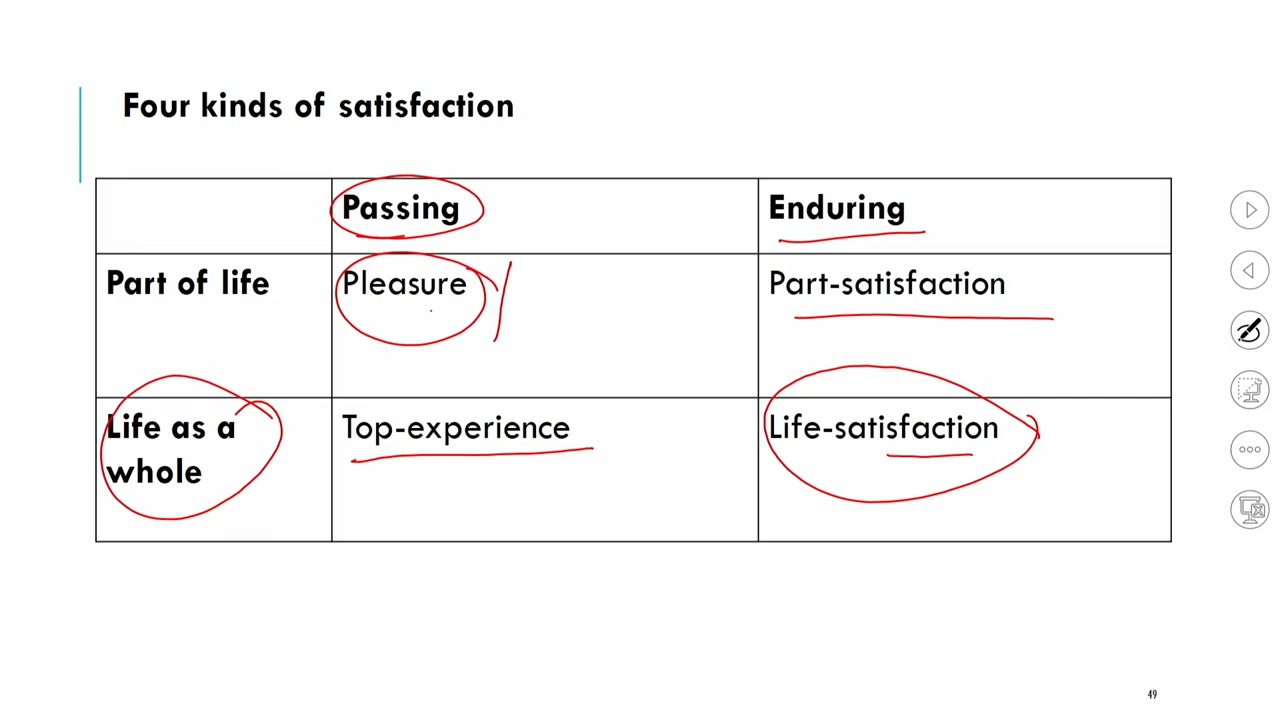 Four kinds of satisfaction
Passing
Enduring
Part of life
Pleasure
Part-satisfaction
Life as a
whole
Top-experience
Life-satisfaction
49